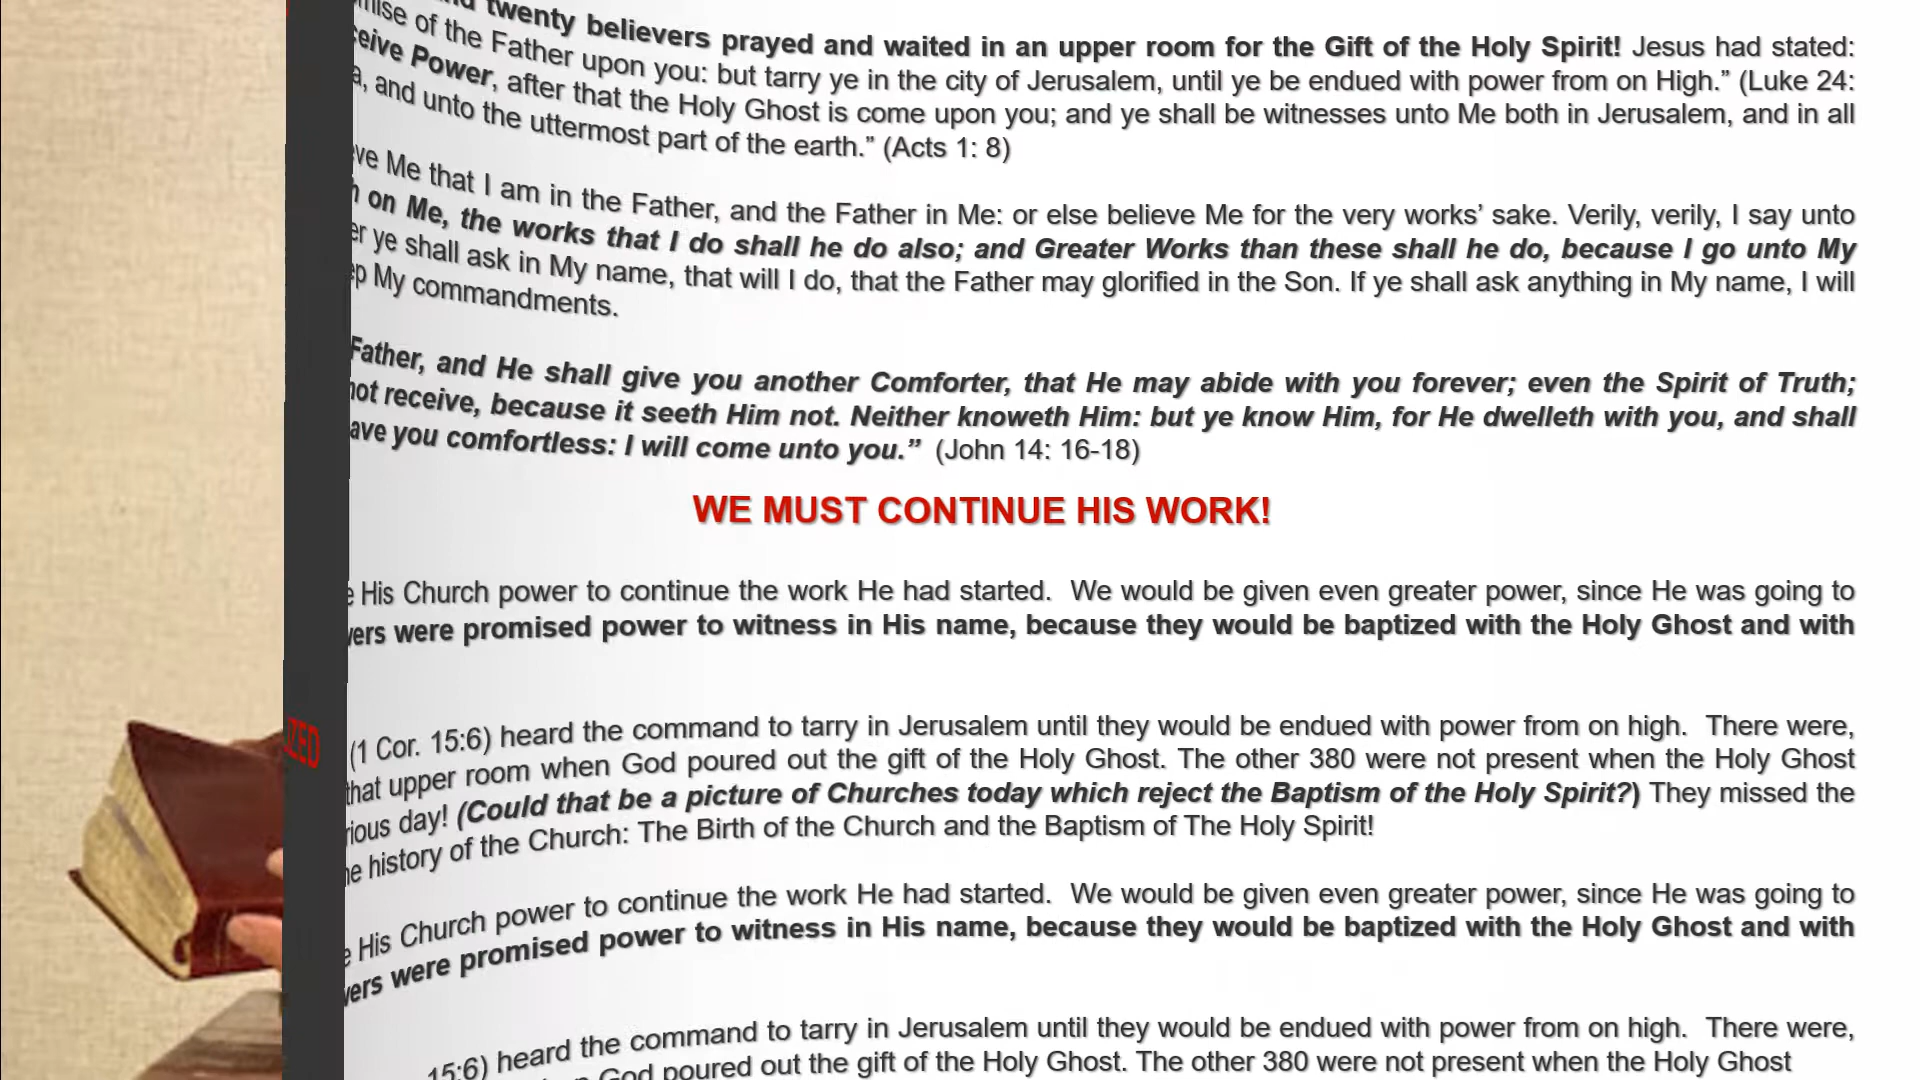 twenty believers prayed and waited in an upper room for the Gift of the Holy Spirit! Jesus had stated:
of the Father upon you: but tarry ye in the city of Jerusalem, until ye be endued with power from on High.” (Luke 24:
Power, after that the Holy Ghost is come upon you; and ye shall be witnesses unto Me both in Jerusalem, and in all
and unto the uttermost part of the earth.” (Acts 1: 8)
Me that I am in the Father, and the Father in Me: or else believe Me for the very works’ sake. Verily, verily, I say unto
on Me, the works that I do shall he do also; and Greater Works than these shall he do, because I go unto My
ye shall ask in My name, that will I do, that the Father may glorified in the Son. If ye shall ask anything in My name, I will
My commandments.
Father, and He shall give you another Comforter, that He may abide with you forever; even the Spirit of Truth;
not receive, because it seeth Him not. Neither knoweth Him: but ye know Him, for He dwelleth with you, and shall
you comfortless: I will come unto you.” (John 14: 16-18)
WE MUST CONTINUE HIS WORK!
His Church power to continue the work He had started. We would be given even greater power, since He was going to
were promised power to witness in His name, because they would be baptized with the Holy Ghost and with
(1 Cor. 15:6) heard the command to tarry in Jerusalem until they would be endued with power from on high. There were,
that upper room when God poured out the gift of the Holy Ghost. The other 380 were not present when the Holy Ghost
day! (Could that be a picture of Churches today which reject the Baptism of the Holy Spirit?) They missed the
history of the Church: The Birth of the Church and the Baptism of The Holy Spirit!
His Church power to continue the work He had started. We would be given even greater power, since He was going to
were promised power to witness in His name, because they would be baptized with the Holy Ghost and with
15:6) heard the command to tarry in Jerusalem until they would be endued with power from on high. There were,
God poured out the gift of the Holy Ghost. The other 380 were not present when the Holy Ghost